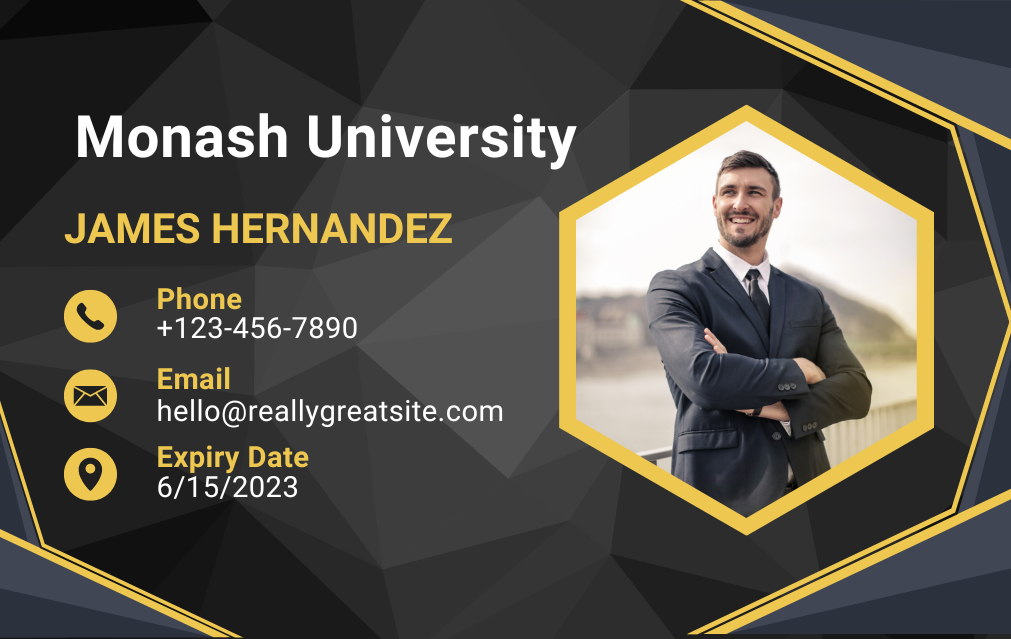 Monash University
JAMES HERNANDEZ
Phone
+123-456-7890
Email
hello@reallygreatsite.com
Expiry Date
6/15/2023